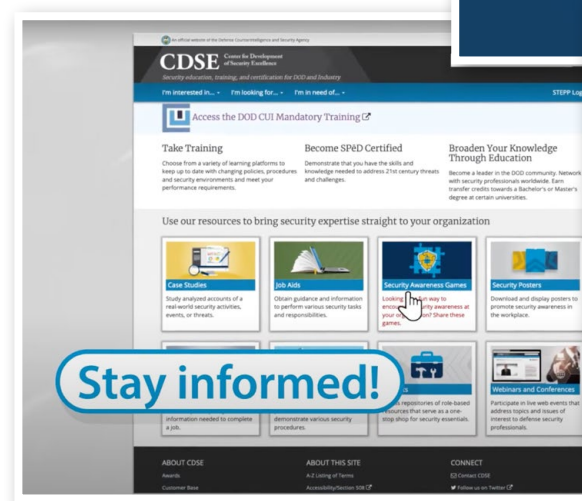 An official website of the Defense Counterintelligence and Security Agency
CDSE Center for Development
of Security Excellence
Security education, training, and certification for DOD and Industry
I'm interested in... I'm looking for... I'm in need of... STEPP Log
Access the DOD CUI Mandatory Training
Take Training
Choose from a variety of learning platforms to
keep up to date with changing policies, procedures
and security environments and meet your
performance requirements.
Become SPēD Certified
Demonstrate that you have the skills and
knowledge needed to address 21st century threats
and challenges.
Broaden Your Knowledge
Through Education
Become a leader in the DOD community. Network
with security professionals worldwide. Earn
transfer credits towards a Bachelor's or Master's
degree at certain universities.
Use our resources to bring security expertise straight to your organization
Case Studies
Study analyzed accounts of a
real-world security activities,
events, or threats.
Job Aids
Obtain guidance and information
to perform various security tasks
and responsibilities.
Security Awareness Games
Looking fun way to
security awareness at
your Share these
games.
Security Posters
Download and display posters to
promote security awareness in
the workplace.
Stay informed!
information needed to complete
a job.
demonstrate various security
procedures.
repositories of role-based
resources that serve as a one-
stop shop for security essentials.
Webinars and Conferences
Participate in live web events that
address topics and issues of
interest to defense security
professionals.
ABOUT CDSE
Awards
Customer Base
ABOUT THIS SITE
A-Z Listing of Terms
Accessibility/Section 508
CONNECT
Contact CDSE
Follow us on Twitter